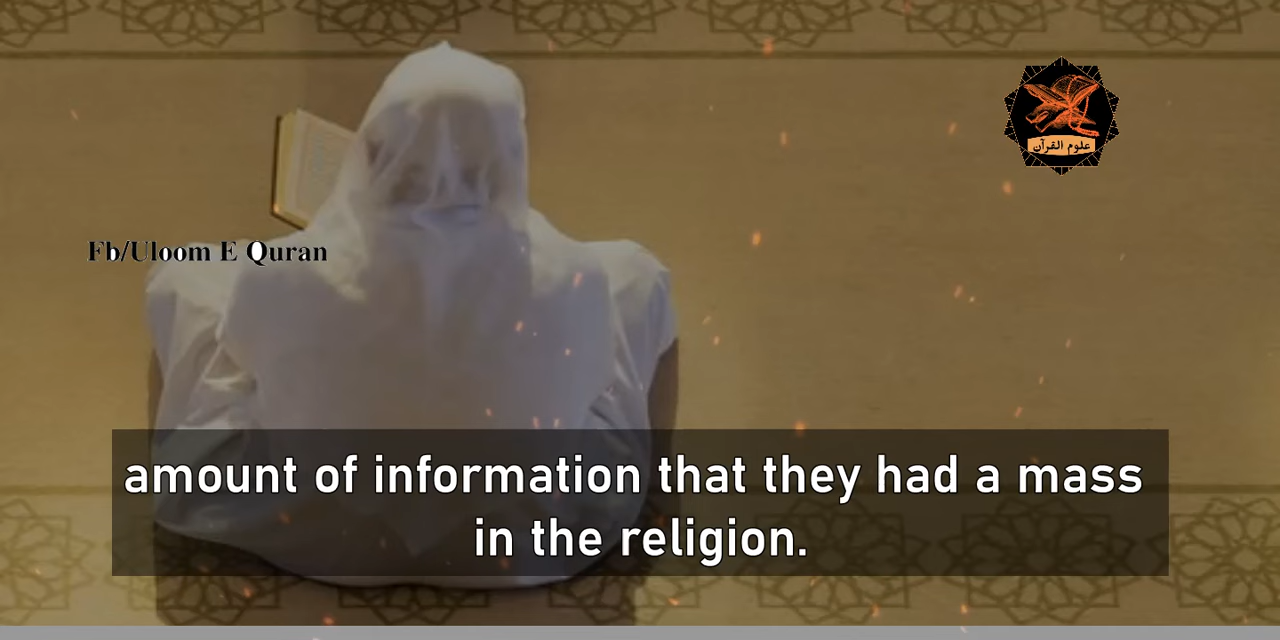 علوم القرآن
Fb/Uloom E Quran
amount of information that they had a mass
in the religion.